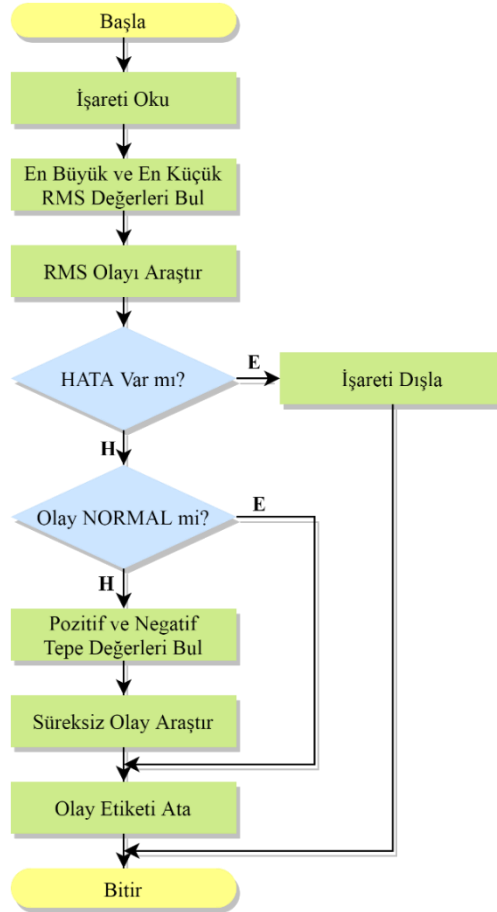 Başla
İşareti Oku
En Büyük ve En Küçük
RMS Değerleri Bul
RMS Olayı Araştır
HATA Var mı?
E
İşareti Dışla
H
Olay NORMAL mi?
E
H
Pozitif ve Negatif
Tepe Değerleri Bul
Süreksiz Olay Araştır
Olay Etiketi Ata
Bitir